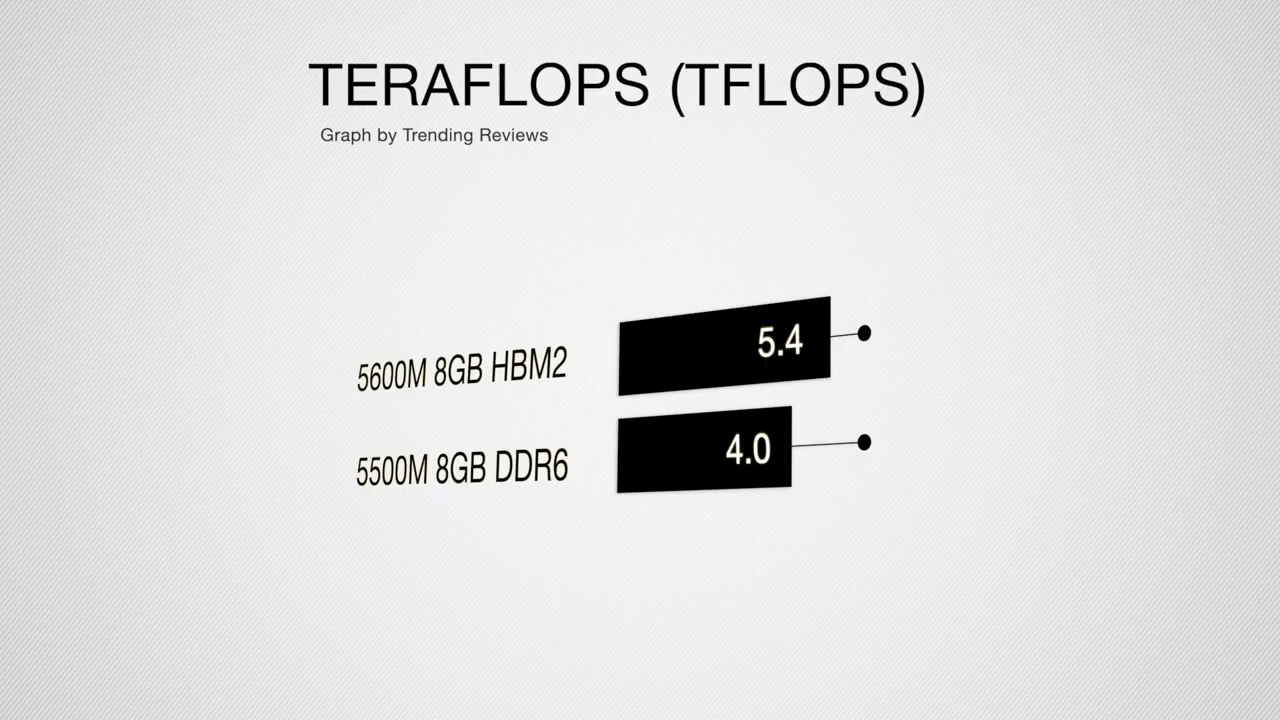 TERAFLOPS (TFLOPS)
Graph by Trending Reviews
5600M 8GB HBM2 5.4
5500M 8GB DDR6 4.0